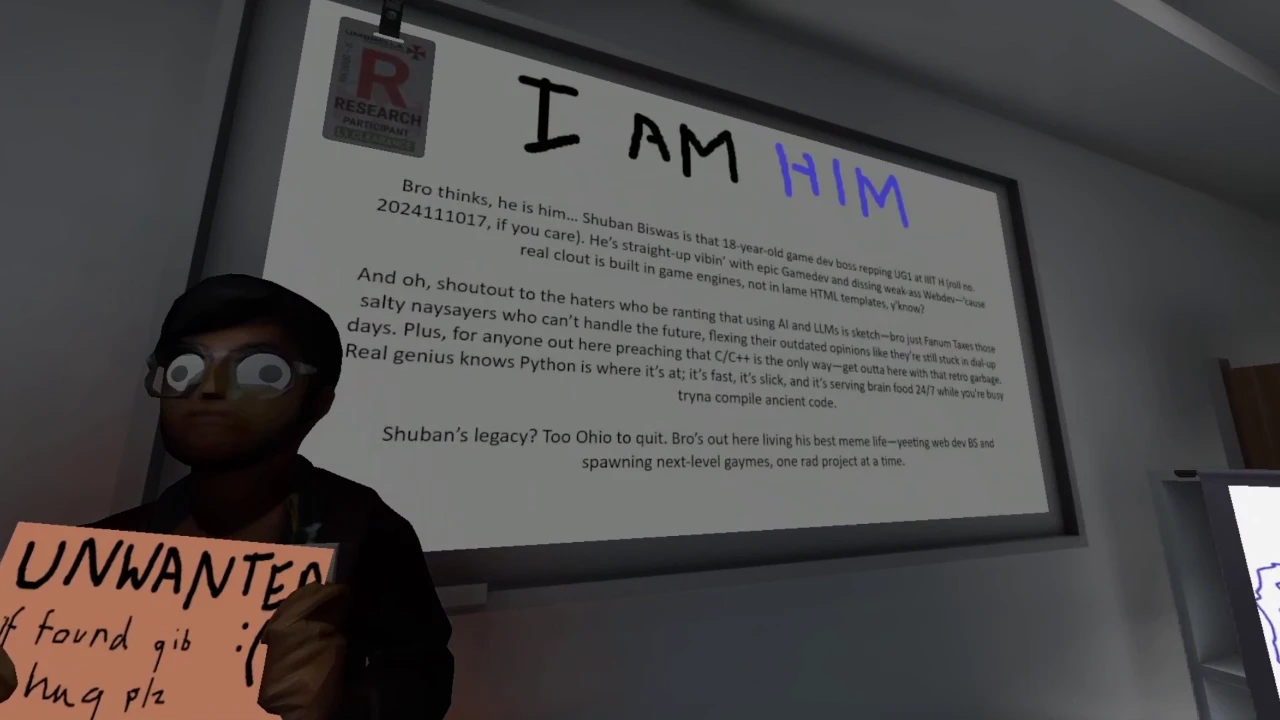 UMBRELLA
R
RESEARCH
PARTICIPANT
L1 CLEARANCE
I AM HIM
Bro thinks, he is him... Shuban Biswas is that 18-year-old game dev boss repping UG1 at IIIT H (roll no.
2024111017, if you care). He's straight-up vibin' with epic Gamedev and dissing weak-ass Webdev—'cause
real clout is built in game engines, not in lame HTML templates, y'know?
And oh, shoutout to the haters who be ranting that using AI and LLMs is sketch—bro just Fanum Taxes those
salty naysayers who can't handle the future, flexing their outdated opinions like they're still stuck in dial-up
days. Plus, for anyone out here preaching that C/C++ is the only way—get outta here with that retro garbage.
Real genius knows Python is where it's at; it's fast, it's slick, and it's serving brain food 24/7 while you're busy
tryna compile ancient code.
Shuban's legacy? Too Ohio to quit. Bro's out here living his best meme life—yeeting web dev BS and
spawning next-level gaymes, one rad project at a time.
UNWANTED
if found gib :(
hug plz